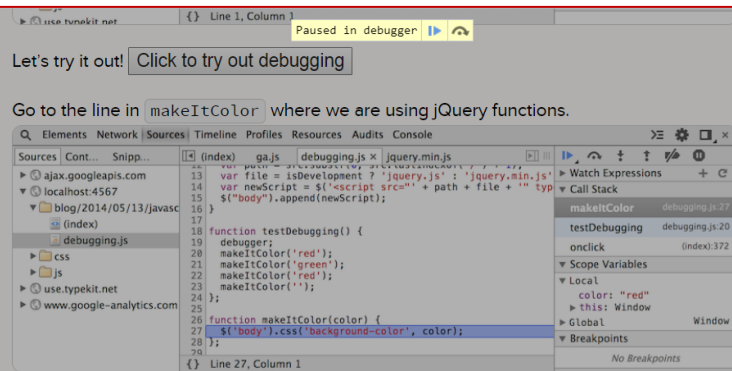 use.typekit.net
{} Line 1, Column 1
Paused in debugger
Let's try it out! Click to try out debugging
Go to the line in makeItColor where we are using jQuery functions.
Elements Network Sources Timeline Profiles Resources Audits Console
Sources Cont... Snipp...
ajax.googleapis.com
localhost:4567
blog/2014/05/13/javasc
(index)
debugging.js
css
js
use.typekit.net
www.google-analytics.com
(index) ga.js debugging.js × jquery.min.js
13 var file = isDevelopment ? 'jquery.js' : 'jquery.min.js'
14 var newScript = $('<script src="' + path + file + '" typ
15 $("body").append(newScript);
16 }
17
18 function testDebugging() {
19 debugger;
20 makeItColor('red');
21 makeItColor('green');
22 makeItColor('red');
23 makeItColor('');
24 };
25
26 function makeItColor(color) {
27 $('body').css('background-color', color);
28 };
29
{} Line 27, Column 1
Watch Expressions + C
Call Stack
makeItColor debugging.js:27
testDebugging debugging.js:20
onclick (index):372
Scope Variables
Local
color: "red"
this: Window
Global Window
Breakpoints
No Breakpoints